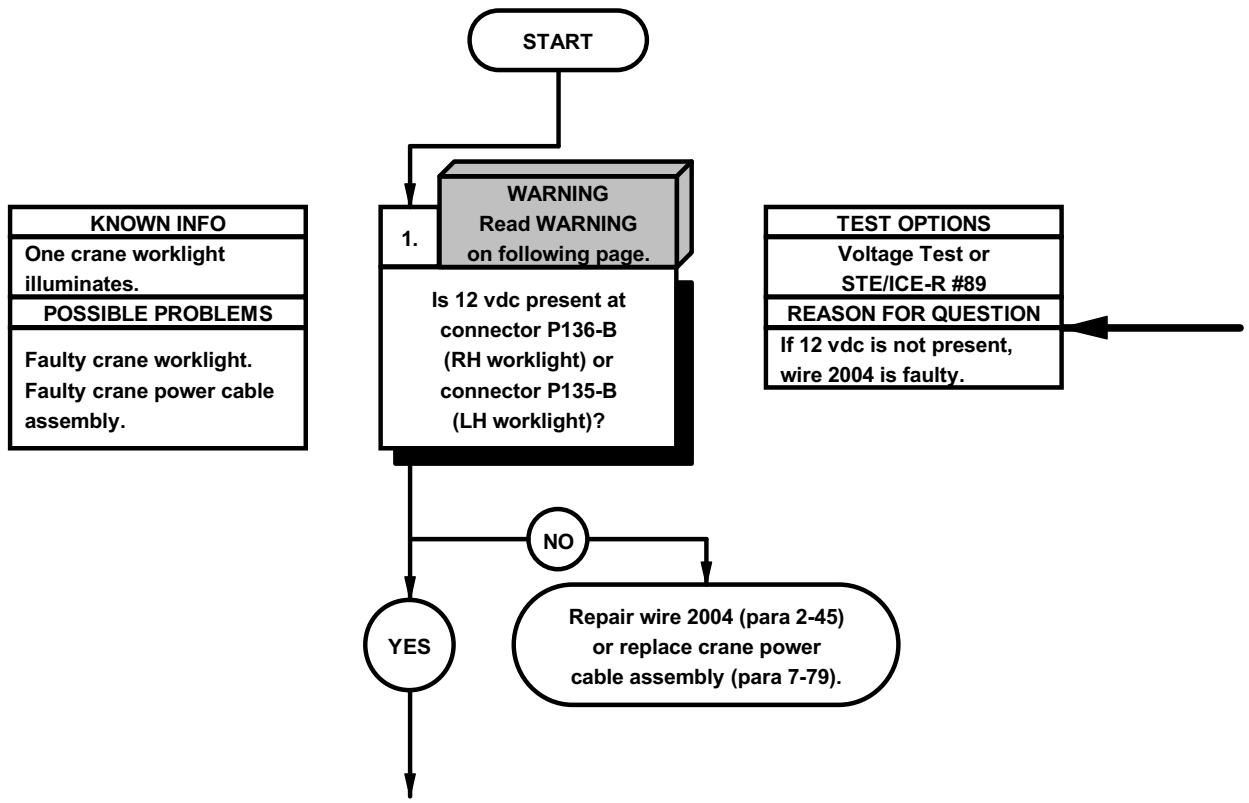 START
KNOWN INFO
One crane worklight
illuminates.
POSSIBLE PROBLEMS
Faulty crane worklight.
Faulty crane power cable
assembly.
1.
WARNING
Read WARNING
on following page.
Is 12 vdc present at
connector P136-B
(RH worklight) or
connector P135-B
(LH worklight)?
TEST OPTIONS
Voltage Test or
STE/ICE-R #89
REASON FOR QUESTION
If 12 vdc is not present,
wire 2004 is faulty.
NO
YES
Repair wire 2004 (para 2-45)
or replace crane power
cable assembly (para 7-79).